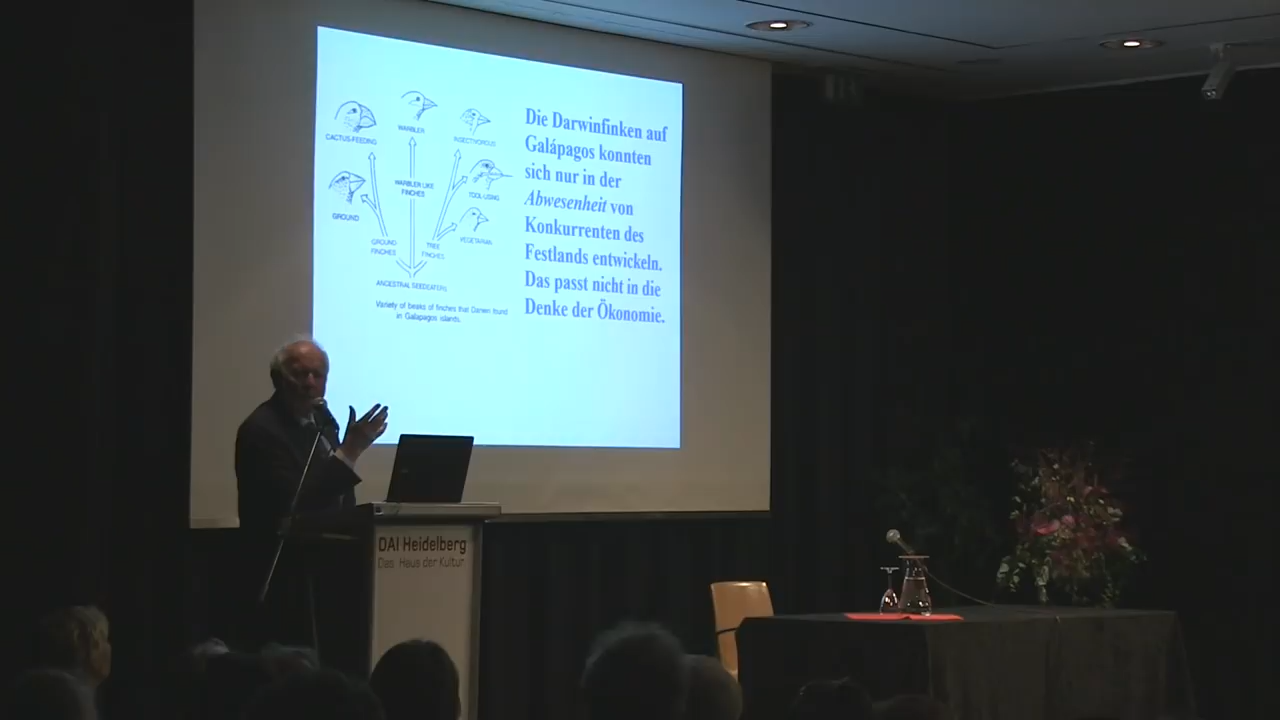 CACTUS-FEEDING
WARBLER
INSECTIVOROUS
WARBLER LIKE
FINCHES
TOOL-USING
GROUND
VEGETARIAN
GROUND
FINCHES
TREE
FINCHES
ANCESTRAL SEEDEATERS
Variety of beaks of finches that Darwin found
in Galapagos islands.
Die Darwinfinken auf
Galápagos konnten
sich nur in der
Abwesenheit von
Konkurrenten des
Festlands entwickeln.
Das passt nicht in die
Denke der Ökonomie.
DAI Heidelberg
Das Haus der Kultur